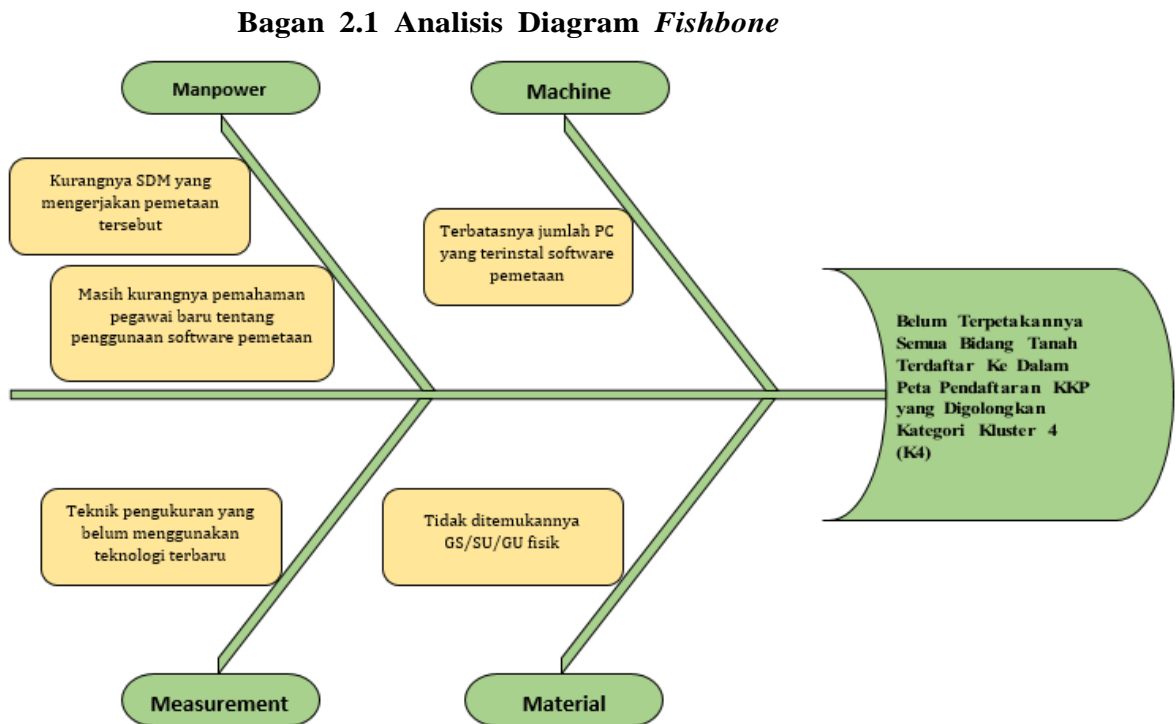 Bagan 2.1 Analisis Diagram Fishbone
Manpower
Machine
Kurangnya SDM yang
mengerjakan pemetaan
tersebut
Masih kurangnya pemahaman
pegawai baru tentang
penggunaan software pemetaan
Terbatasnya jumlah PC
yang terinstal software
pemetaan
Belum Terpetakannya
Semua Bidang Tanah
Terdaftar Ke Dalam
Peta Pendaftaran KKP
yang Digolongkan
Kategori Kluster 4
(K4)
Teknik pengukuran yang
belum menggunakan
teknologi terbaru
Tidak ditemukannya
GS/SU/GU fisik
Measurement
Material